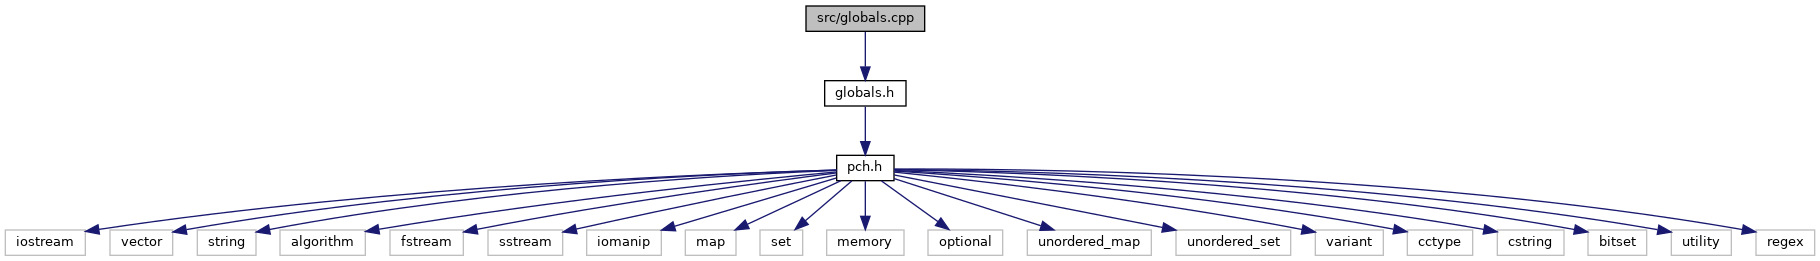 src/globals.cpp
globals.h
pch.h
iostream
vector
string
algorithm
fstream
sstream
iomanip
map
set
memory
optional
unordered_map
unordered_set
variant
cctype
cstring
bitset
utility
regex